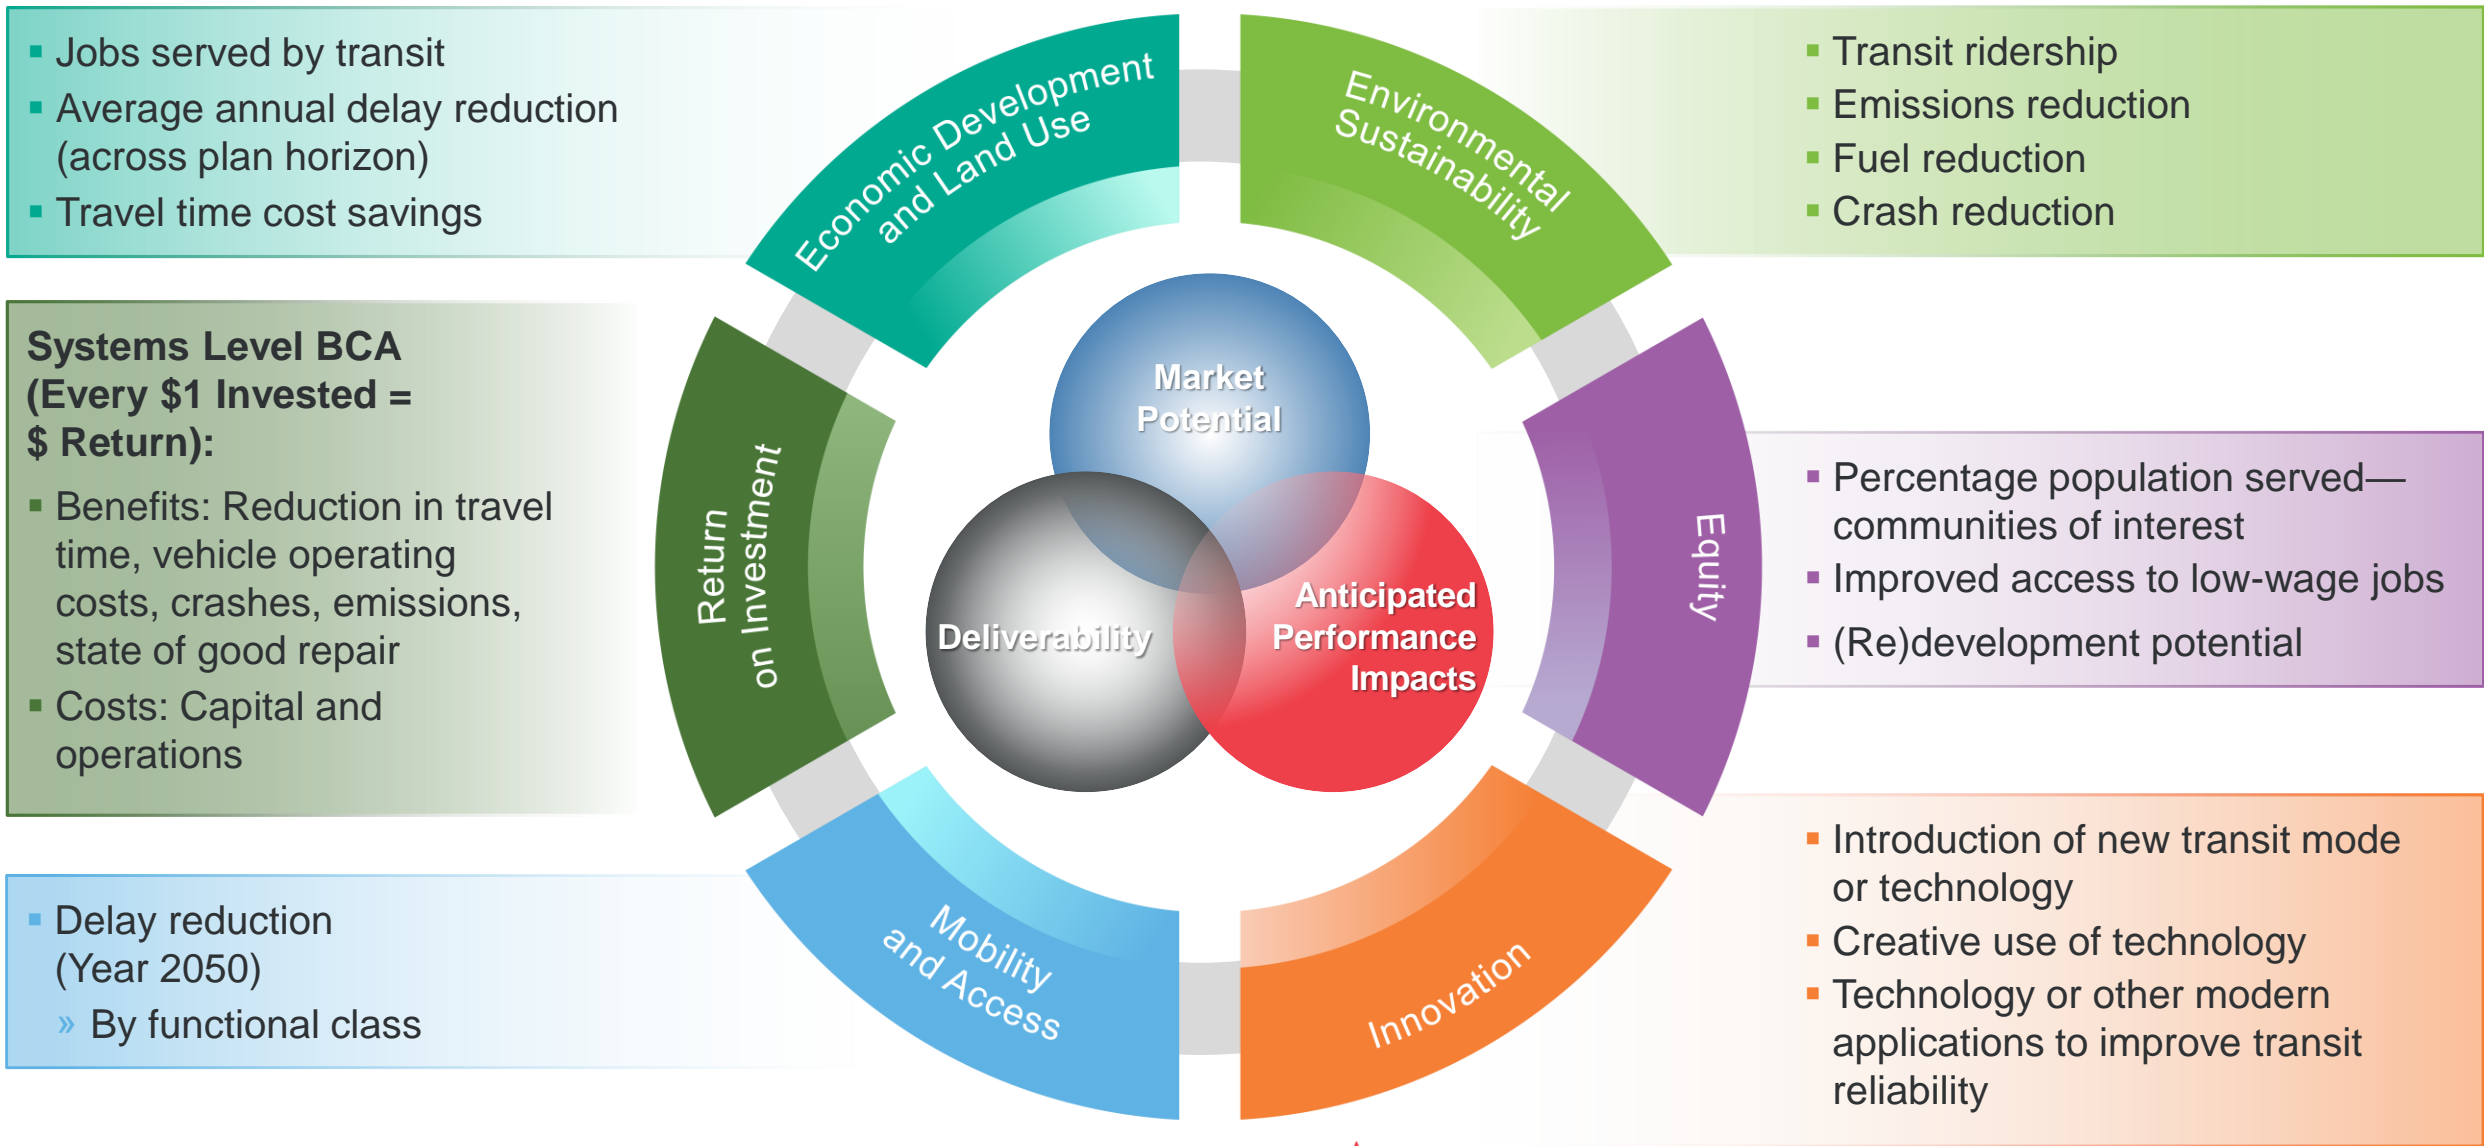 ▪ Jobs served by transit
▪ Average annual delay reduction
(across plan horizon)
▪ Travel time cost savings
Economic Development
and Land Use
Environmental
Sustainability
▪ Transit ridership
▪ Emissions reduction
▪ Fuel reduction
▪ Crash reduction
Systems Level BCA
(Every $1 Invested =
$ Return):
▪ Benefits: Reduction in travel
time, vehicle operating
costs, crashes, emissions,
state of good repair
▪ Costs: Capital and
operations
Return
on Investment
Market
Potential
Deliverability
Anticipated
Performance
Impacts
Equity
▪ Percentage population served—
communities of interest
▪ Improved access to low-wage jobs
▪ (Re)development potential
▪ Delay reduction
(Year 2050)
» By functional class
Mobility
and Access
Innovation
▪ Introduction of new transit mode
or technology
▪ Creative use of technology
▪ Technology or other modern
applications to improve transit
reliability